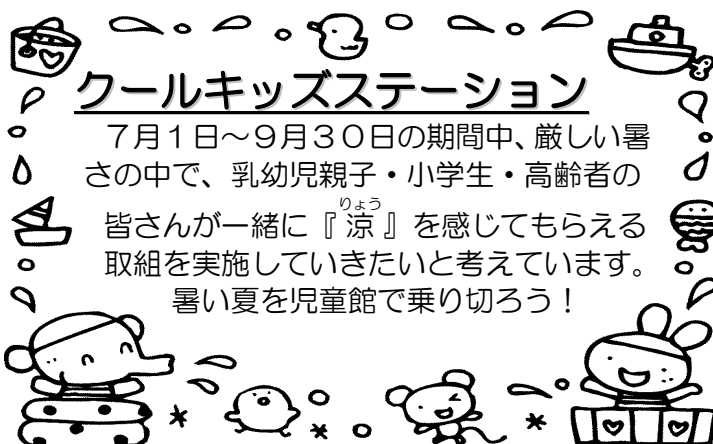 クールキッズステーション
7月1日～9月30日の期間中、厳しい暑
さの中で、乳幼児親子・小学生・高齢者の
りょう
皆さんが一緒に『涼』を感じてもらえる
取組を実施していきたいと考えています。
暑い夏を児童館で乗り切ろう！